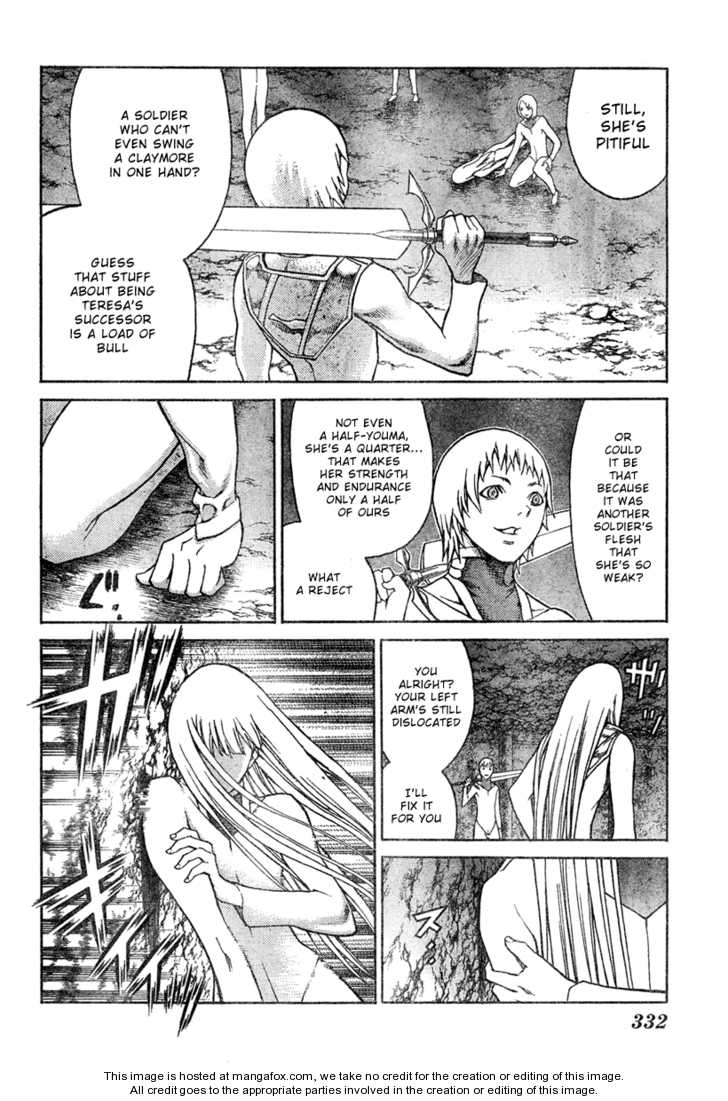 STILL,
SHE'S
PITIFUL
A SOLDIER
WHO CAN'T
EVEN SWING
A CLAYMORE
IN ONE HAND?
GUESS
THAT STUFF
ABOUT BEING
TERESA'S
SUCCESSOR
IS A LOAD OF
BULL
OR
COULD
IT BE
THAT
BECAUSE
IT WAS
ANOTHER
SOLDIER'S
FLESH
THAT
SHE'S SO
WEAK?
NOT EVEN
A HALF-YOUMA,
SHE'S A QUARTER...
THAT MAKES
HER STRENGTH
AND ENDURANCE
ONLY A HALF
OF OURS
WHAT
A REJECT
YOU
ALRIGHT?
YOUR LEFT
ARM'S STILL
DISLOCATED
I'LL
FIX IT
FOR YOU
332
This image is hosted at mangafox.com, we take no credit for the creation or editing of this image.
All credit goes to the appropriate parties involved in the creation or editing of this image.